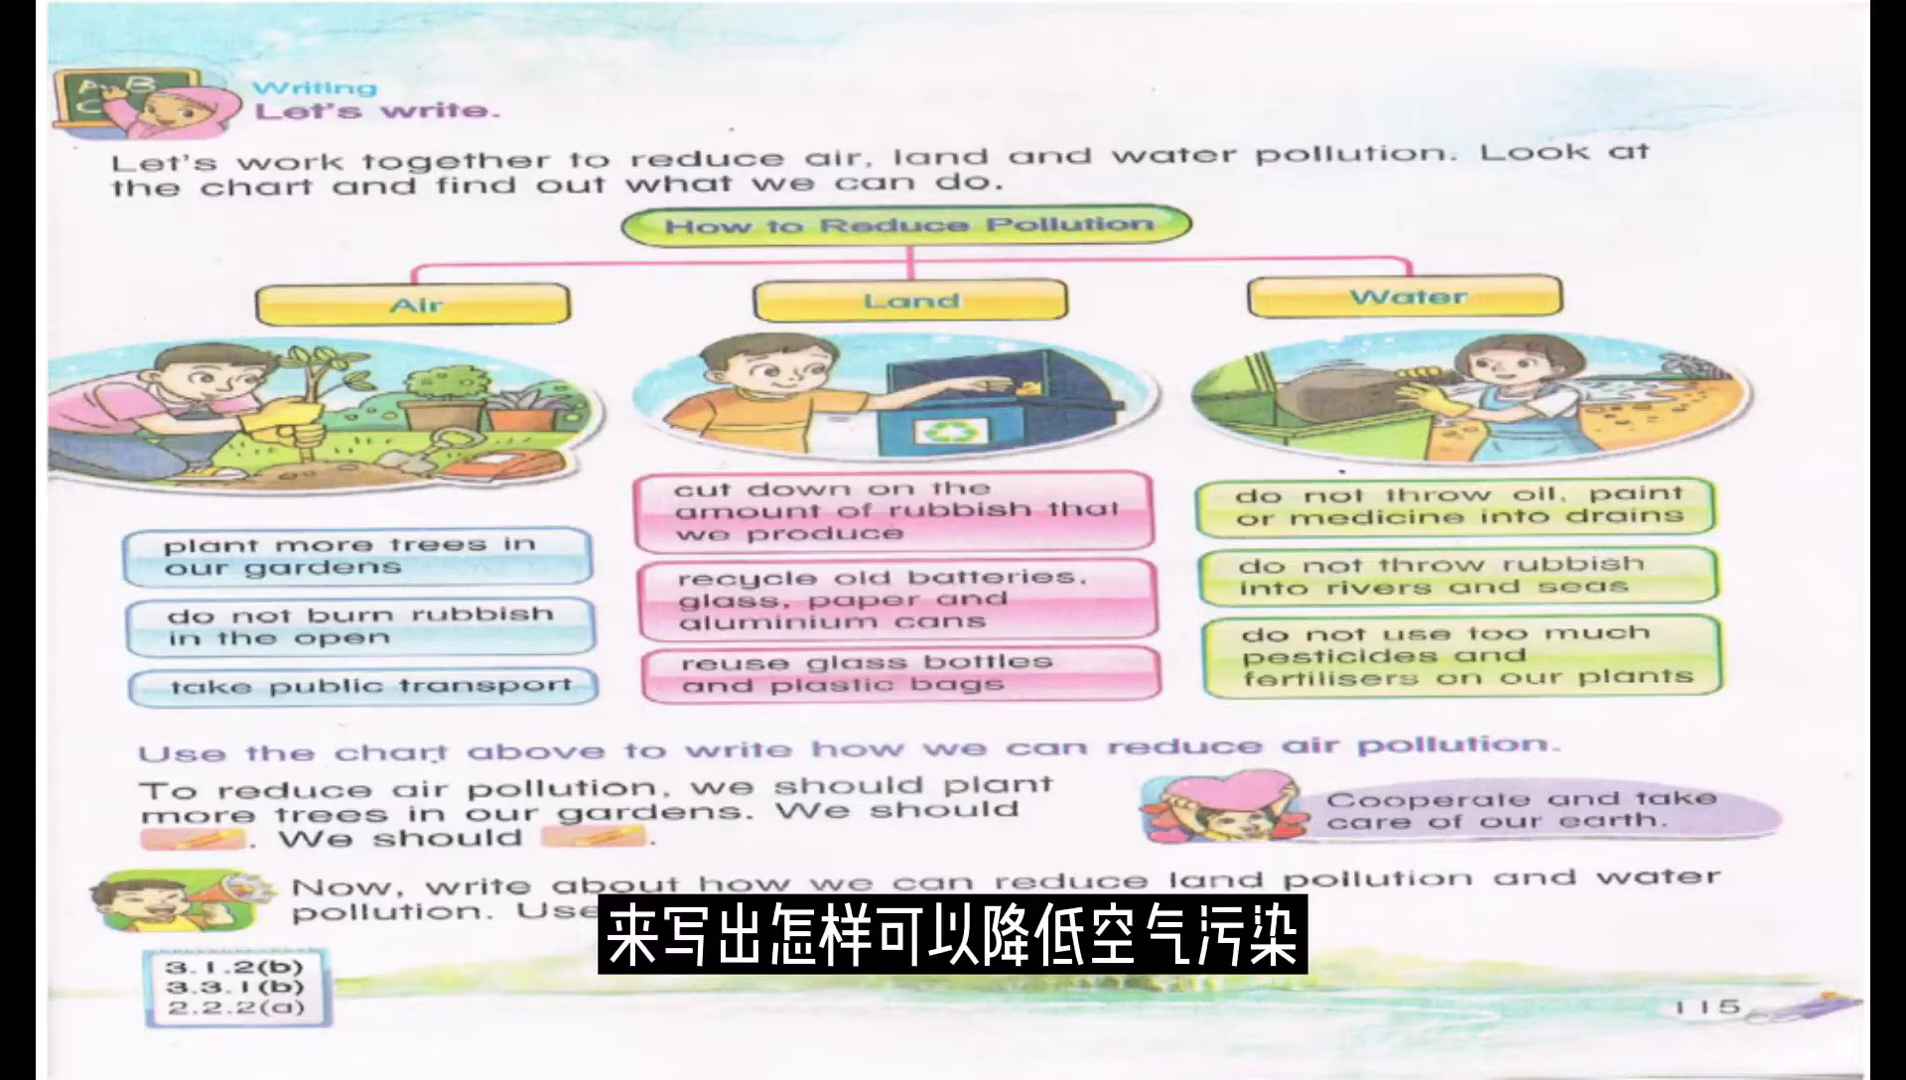 Writing
Let's write.
Let's work together to reduce air, land and water pollution. Look at
the chart and find out what we can do.
How to Reduce Pollution
Air
Land
Water
plant more trees in
our gardens
do not burn rubbish
in the open
take public transport
cut down on the
amount of rubbish that
we produce
recycle old batteries,
glass, paper and
aluminium cans
reuse glass bottles
and plastic bags
do not throw oil, paint
or medicine into drains
do not throw rubbish
into rivers and seas
do not use too much
pesticides and
fertilisers on our plants
Use the chart above to write how we can reduce air pollution.
To reduce air pollution, we should plant
more trees in our gardens. We should
. We should .
Cooperate and take
care of our earth.
Now, write about how we can reduce land pollution and water
pollution. Use
来写出怎样可以降低空气污染
3.1.2(b)
3.3.1(b)
2.2.2(a)
115